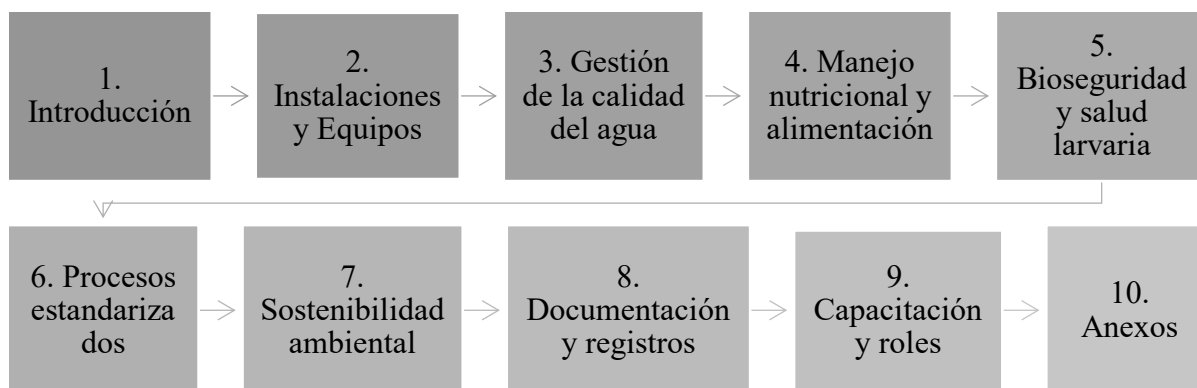 1.
Introducción
2.
Instalaciones
y Equipos
3. Gestión
de la calidad
del agua
4. Manejo
nutricional y
alimentación
5.
Bioseguridad
y salud
larvaria
6. Procesos
estandariza
dos
7.
Sostenibilidad
ambiental
8.
Documentación
y registros
9.
Capacitación
y roles
10.
Anexos